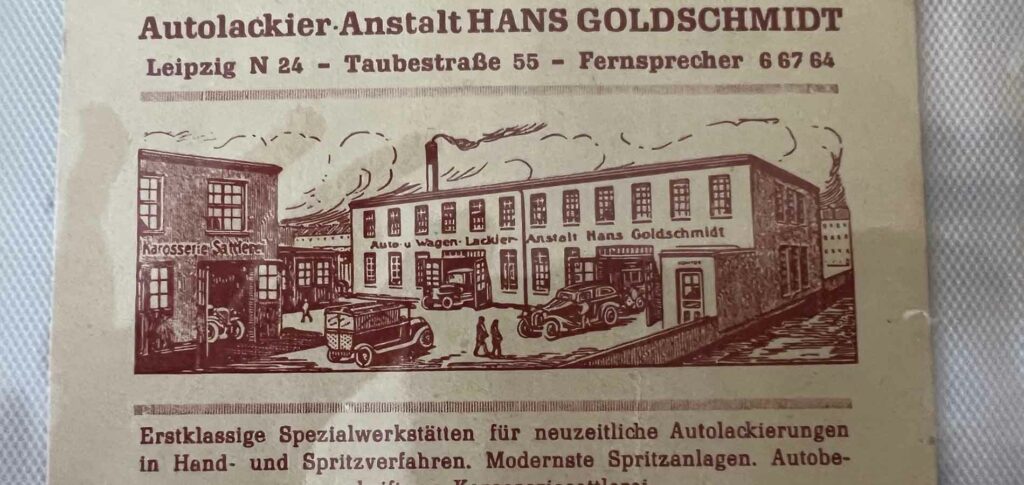 Autolackier-Anstalt HANS GOLDSCHMIDT
Leipzig N 24 - Taubestraße 55 - Fernsprecher 6 67 64
Karosserie Sattlerei
Auto- u Wagen-Lackier-Anstalt Hans Goldschmidt
KONTOR
Erstklassige Spezialwerkstätten für neuzeitliche Autolackierungen
in Hand- und Spritzverfahren. Modernste Spritzanlagen. Autobe-